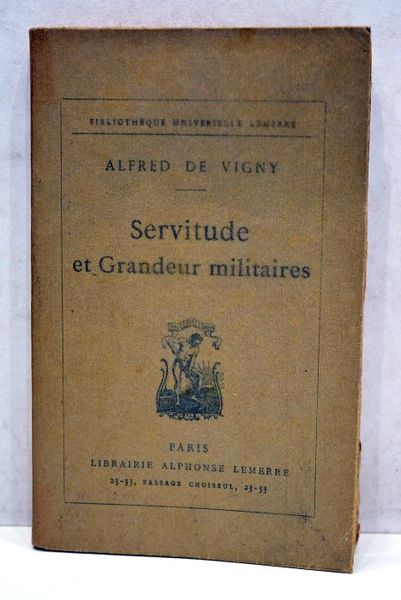 BIBLIOTHÈQUE UNIVERSELLE LEMERRE
ALFRED DE VIGNY
Servitude
et Grandeur militaires
PARIS
LIBRAIRIE ALPHONSE LEMERRE
23-33, PASSAGE CHOISEUL, 23-33